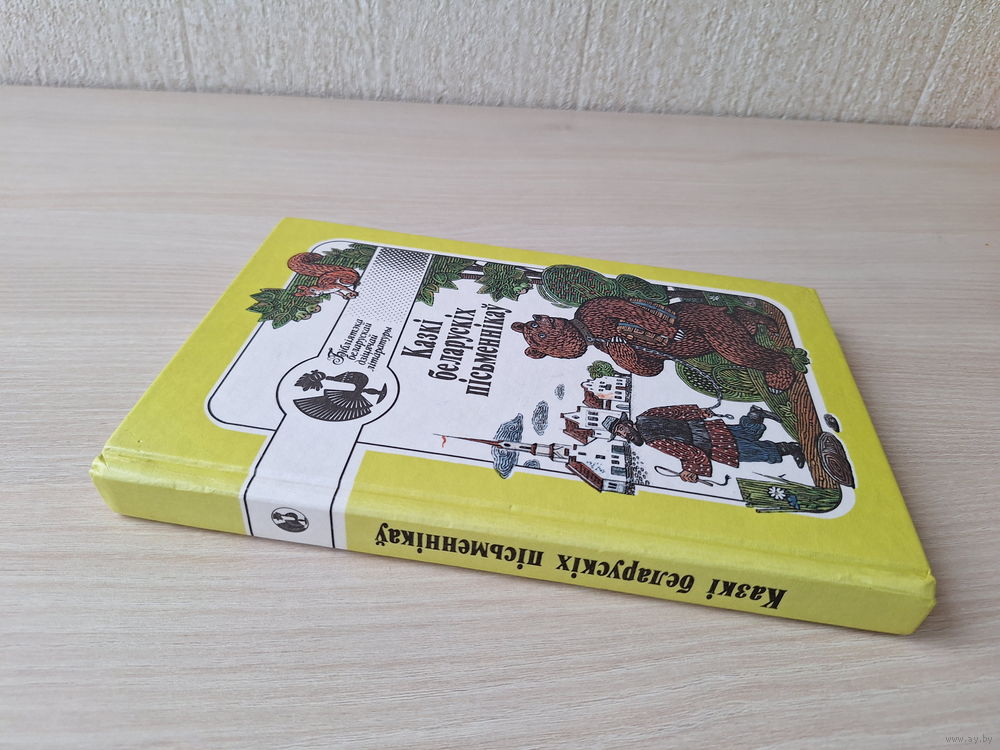 Бібліятэка
беларускай
дзіцячай
літаратуры
Казкі
беларускіх
пісьменнікаў
Казкі беларускіх пісьменнікаў
www.ay.by